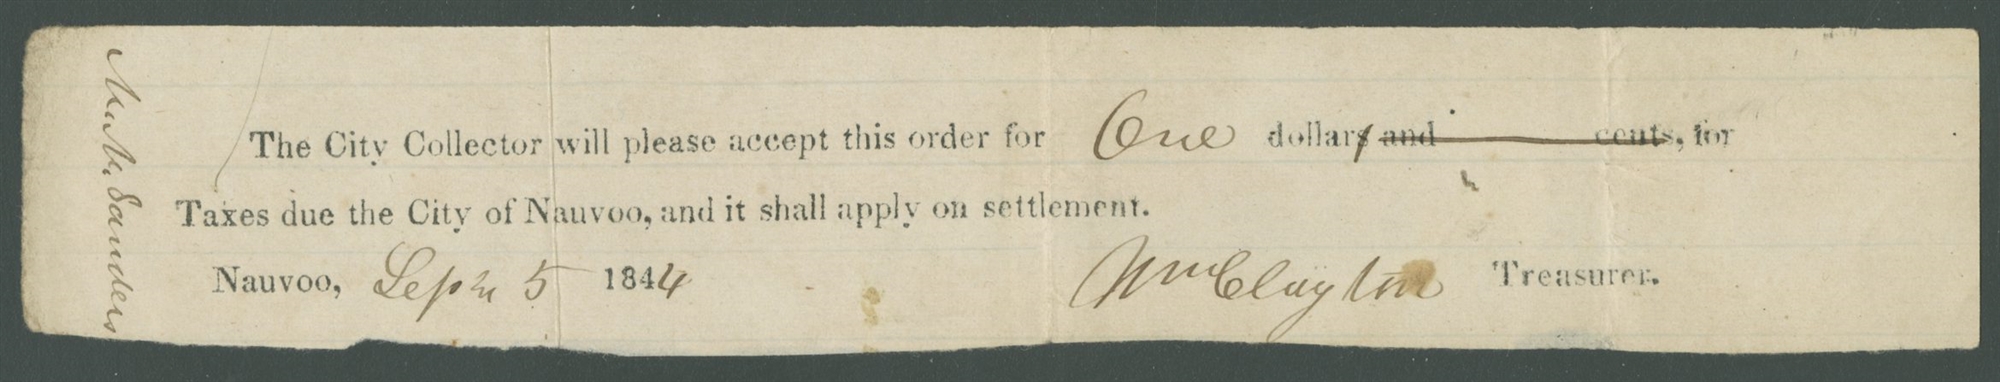 The City Collector will please accept this order for One dollars and cents, for
Taxes due the City of Nauvoo, and it shall apply on settlement.
Nauvoo, Sepr 5 1844 Wm Clayton Treasurer.
Sanders